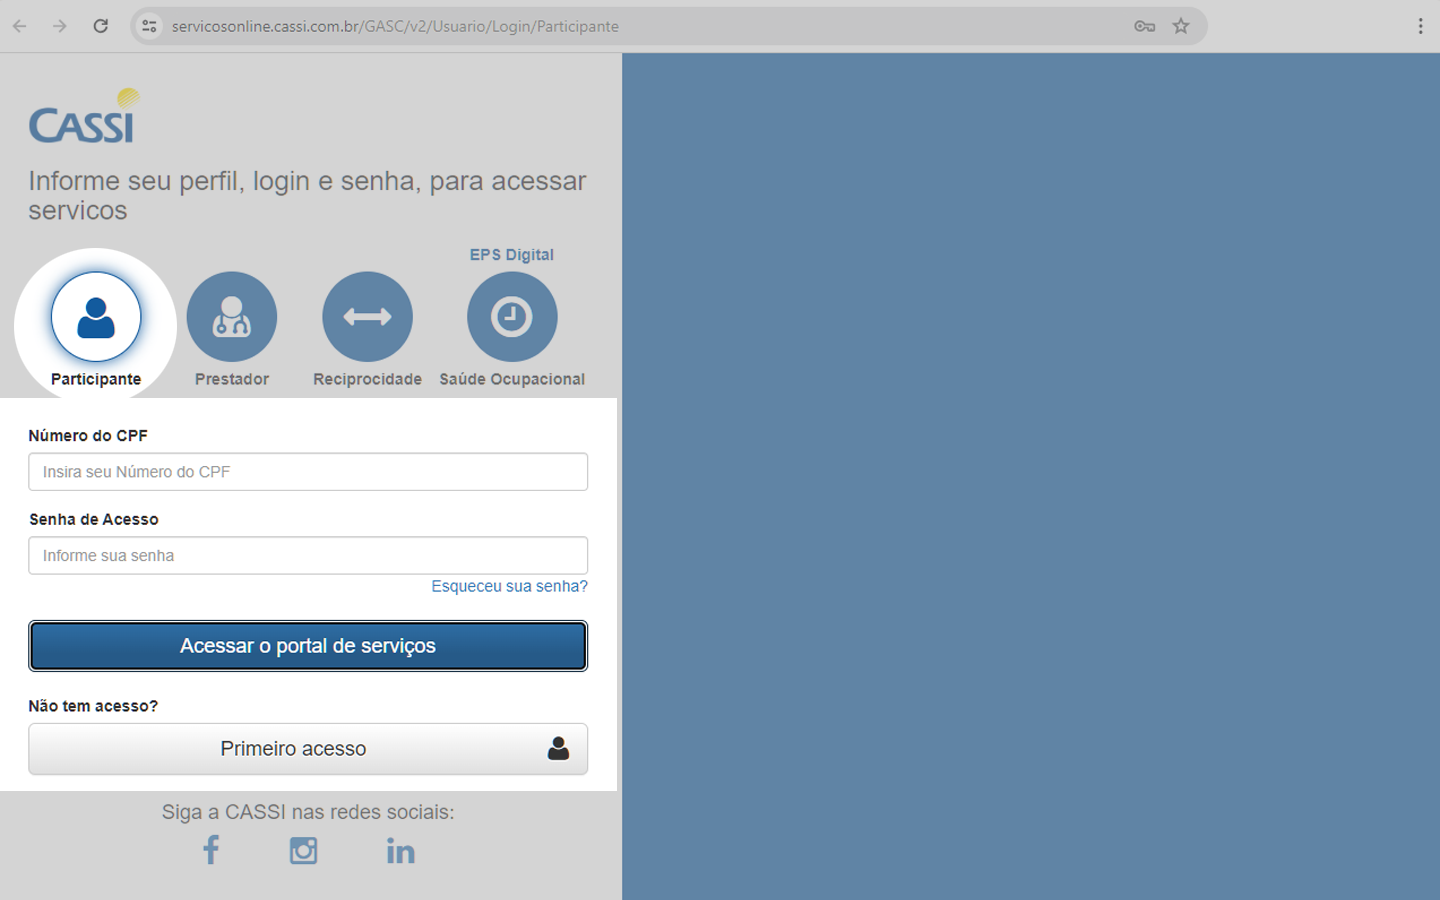 servicosonline.cassi.com.br/GASC/v2/Usuario/Login/Participante
CASSI
Informe seu perfil, login e senha, para acessar
servicos
EPS Digital
Participante
Prestador
Reciprocidade
Saúde Ocupacional
Número do CPF
Insira seu Número do CPF
Senha de Acesso
Informe sua senha
Esqueceu sua senha?
Acessar o portal de serviços
Não tem acesso?
Primeiro acesso
Siga a CASSI nas redes sociais: